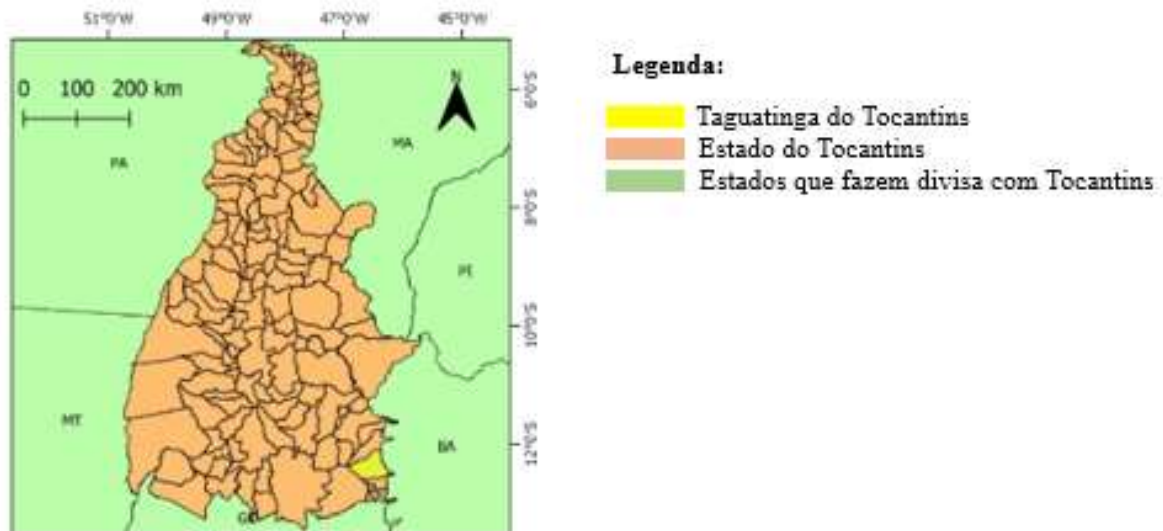 51°0'W 49°0'W 47°0'W 45°0'W
0 100 200 km
N
6°0'S
PA
MA
8°0'S
PI
10°0'S
MT
BA
12°0'S
GO
Legenda:
Taguatinga do Tocantins
Estado do Tocantins
Estados que fazem divisa com Tocantins